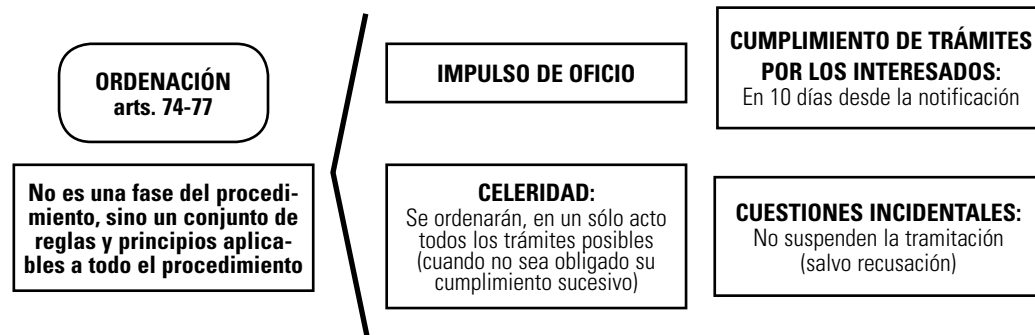 ORDENACIÓN
arts. 74-77
No es una fase del procedi-
miento, sino un conjunto de
reglas y principios aplica-
bles a todo el procedimiento
IMPULSO DE OFICIO
CELERIDAD:
Se ordenarán, en un sólo acto
todos los trámites posibles
(cuando no sea obligado su
cumplimiento sucesivo)
CUMPLIMIENTO DE TRÁMITES
POR LOS INTERESADOS:
En 10 días desde la notificación
CUESTIONES INCIDENTALES:
No suspenden la tramitación
(salvo recusación)